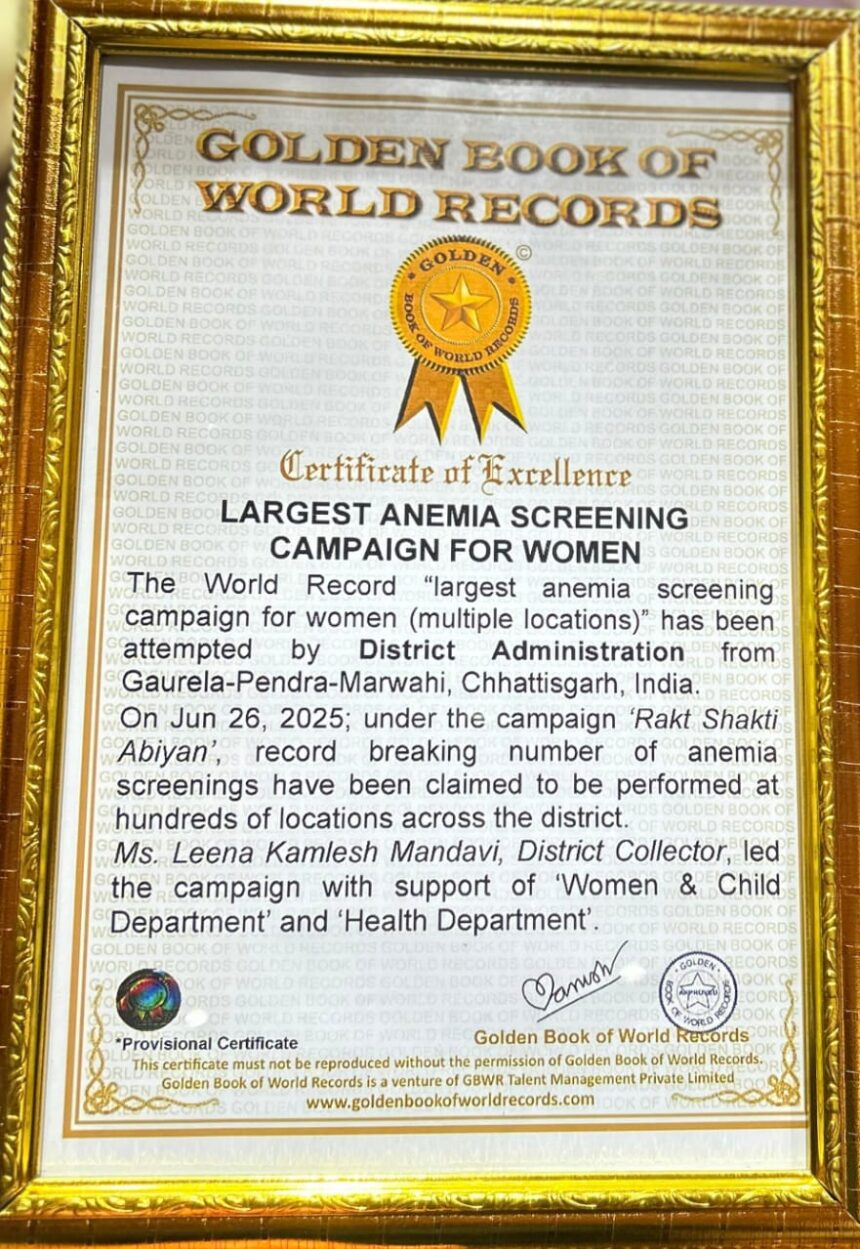 GOLDEN BOOK OF
WORLD RECORDS
©
GOLDEN
BOOK OF WORLD RECORDS
Certificate of Excellence
LARGEST ANEMIA SCREENING
CAMPAIGN FOR WOMEN
The World Record “largest anemia screening
campaign for women (multiple locations)” has been
attempted by District Administration from
Gaurela-Pendra-Marwahi, Chhattisgarh, India.
On Jun 26, 2025; under the campaign ‘Rakt Shakti
Abiyan’, record breaking number of anemia
screenings have been claimed to be performed at
hundreds of locations across the district.
Ms. Leena Kamlesh Mandavi, District Collector, led
the campaign with support of ‘Women & Child
Department’ and ‘Health Department’.
GOLDEN
BOOK OF WORLD RECORDS
*Provisional Certificate
Golden Book of World Records
This certificate must not be reproduced without the permission of Golden Book of World Records.
Golden Book of World Records is a venture of GBWR Talent Management Private Limited
www.goldenbookofworldrecords.com